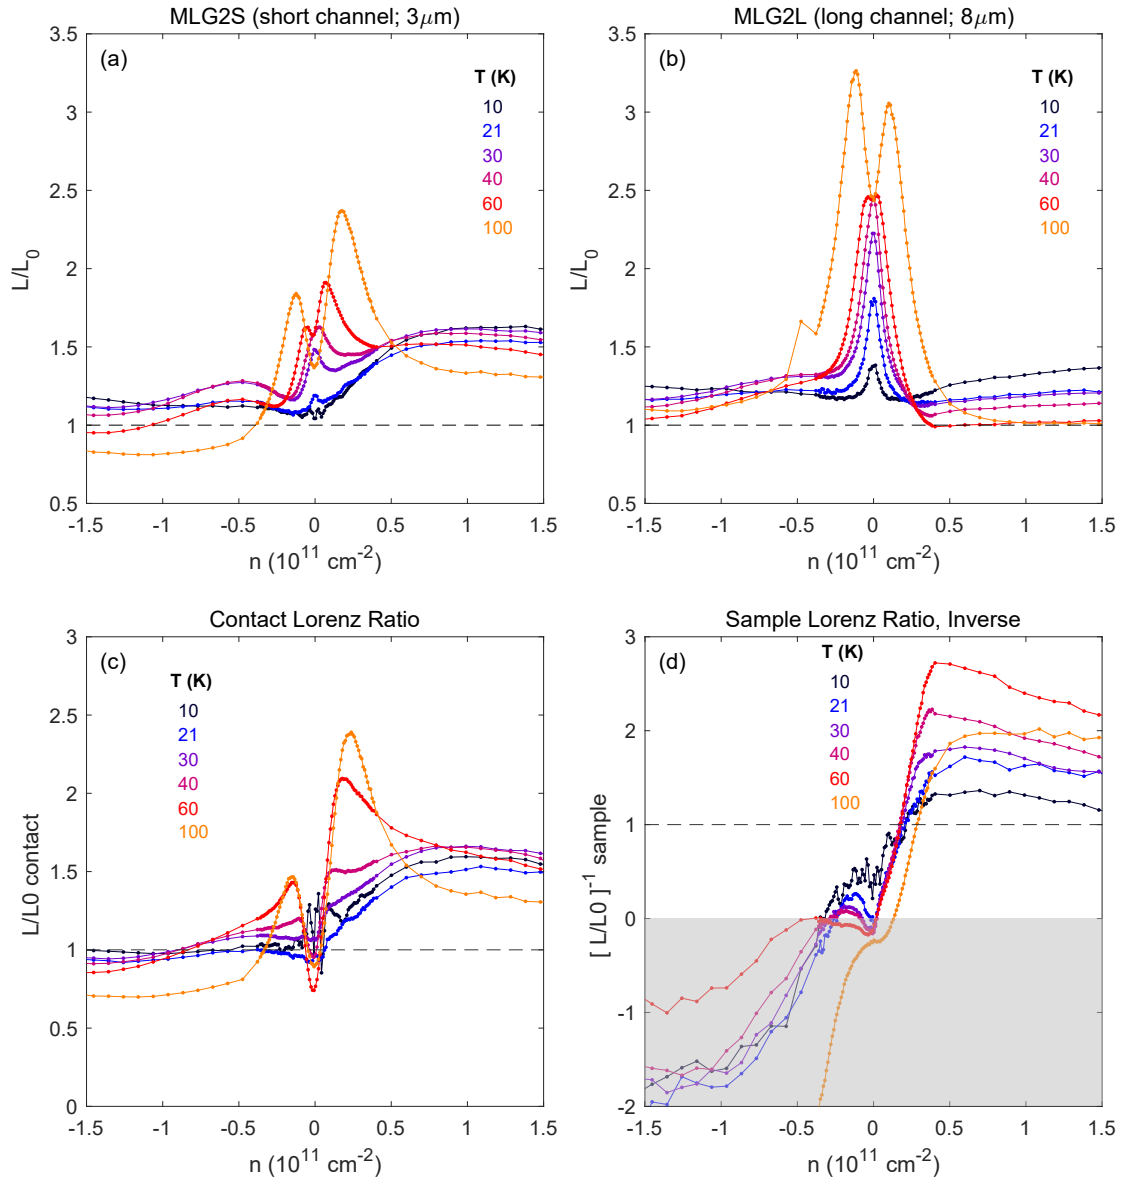 MLG2S (short channel; 3μm)
(a)
T (K)
10
21
30
40
60
100
3.5
3
2.5
2
1.5
1
0.5
L/L0
-1.5 -1 -0.5 0 0.5 1 1.5
n (10^11 cm^-2)
MLG2L (long channel; 8μm)
(b)
T (K)
10
21
30
40
60
100
3.5
3
2.5
2
1.5
1
0.5
L/L0
-1.5 -1 -0.5 0 0.5 1 1.5
n (10^11 cm^-2)
Contact Lorenz Ratio
(c)
T (K)
10
21
30
40
60
100
3
2.5
2
1.5
1
0.5
0
L/L0 contact
-1.5 -1 -0.5 0 0.5 1 1.5
n (10^11 cm^-2)
Sample Lorenz Ratio, Inverse
(d)
T (K)
10
21
30
40
60
100
3
2
1
0
-1
-2
[ L/L0 ]^-1 sample
-1.5 -1 -0.5 0 0.5 1 1.5
n (10^11 cm^-2)